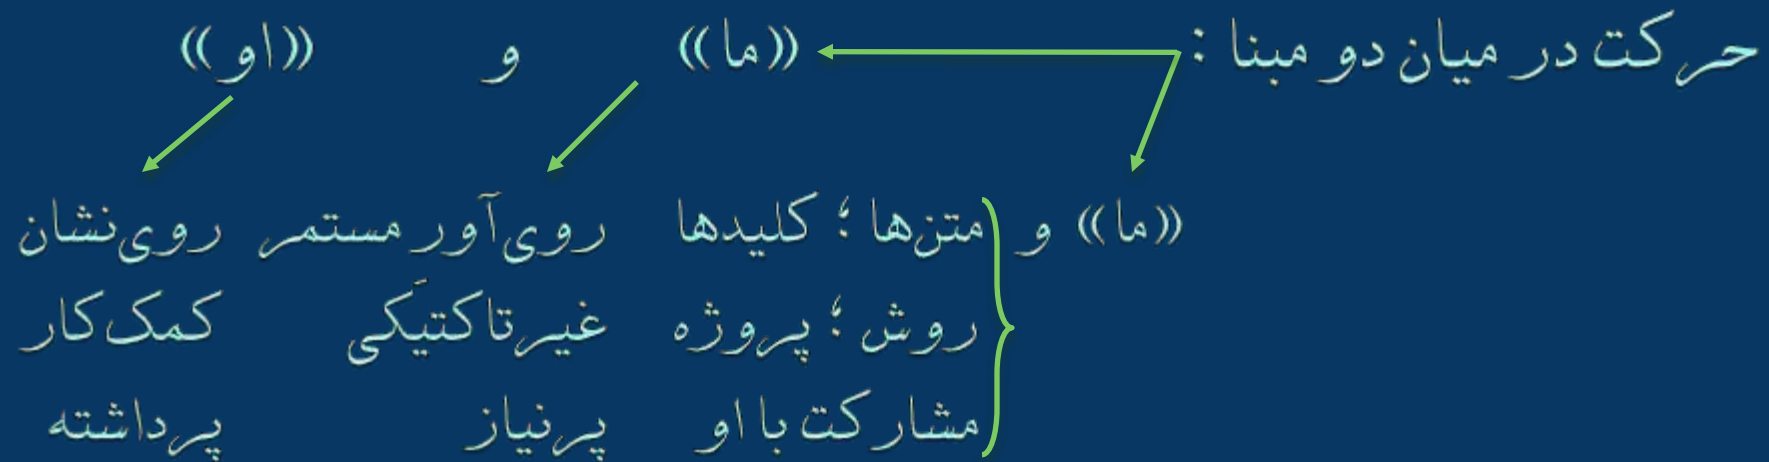 حرکت در میان دو مبنا : ((ما)) و ((او))
((ما)) و متن‌ها ؛ کلیدها روی‌آور مستمر روی‌نشان
روش ؛ پروژه غیرتاکتیکی کمک‌کار
مشارکت با او پرنیاز پرداشته